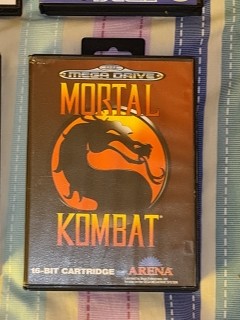 MEGA DRIVE
MORTAL
KOMBAT
16-BIT CARTRIDGE
ARENA